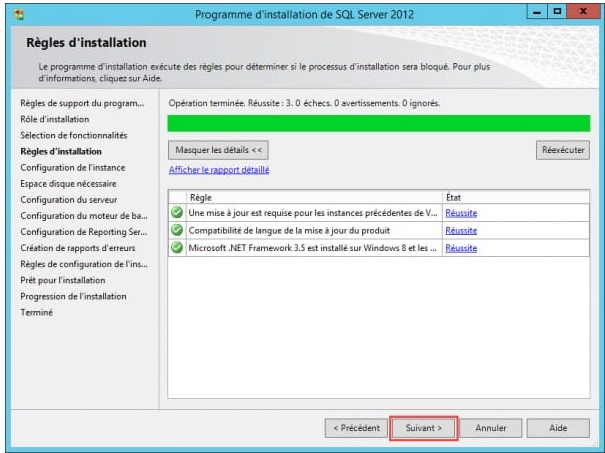 Programme d'installation de SQL Server 2012
Règles d'installation
Le programme d'installation exécute des règles pour déterminer si le processus d'installation sera bloqué. Pour plus
d'informations, cliquez sur Aide.
Règles de support du program...
Rôle d'installation
Sélection de fonctionnalités
Règles d'installation
Configuration de l'instance
Espace disque nécessaire
Configuration du serveur
Configuration du moteur de ba...
Configuration de Reporting Ser...
Création de rapports d'erreurs
Règles de configuration de l'ins...
Prêt pour l'installation
Progression de l'installation
Terminé
Opération terminée. Réussite : 3. 0 échecs. 0 avertissements. 0 ignorés.
Masquer les détails <<
Réexécuter
Afficher le rapport détaillé
Règle État
Une mise à jour est requise pour les instances précédentes de V... Réussite
Compatibilité de langue de la mise à jour du produit Réussite
Microsoft .NET Framework 3.5 est installé sur Windows 8 et les ... Réussite
< Précédent Suivant > Annuler Aide